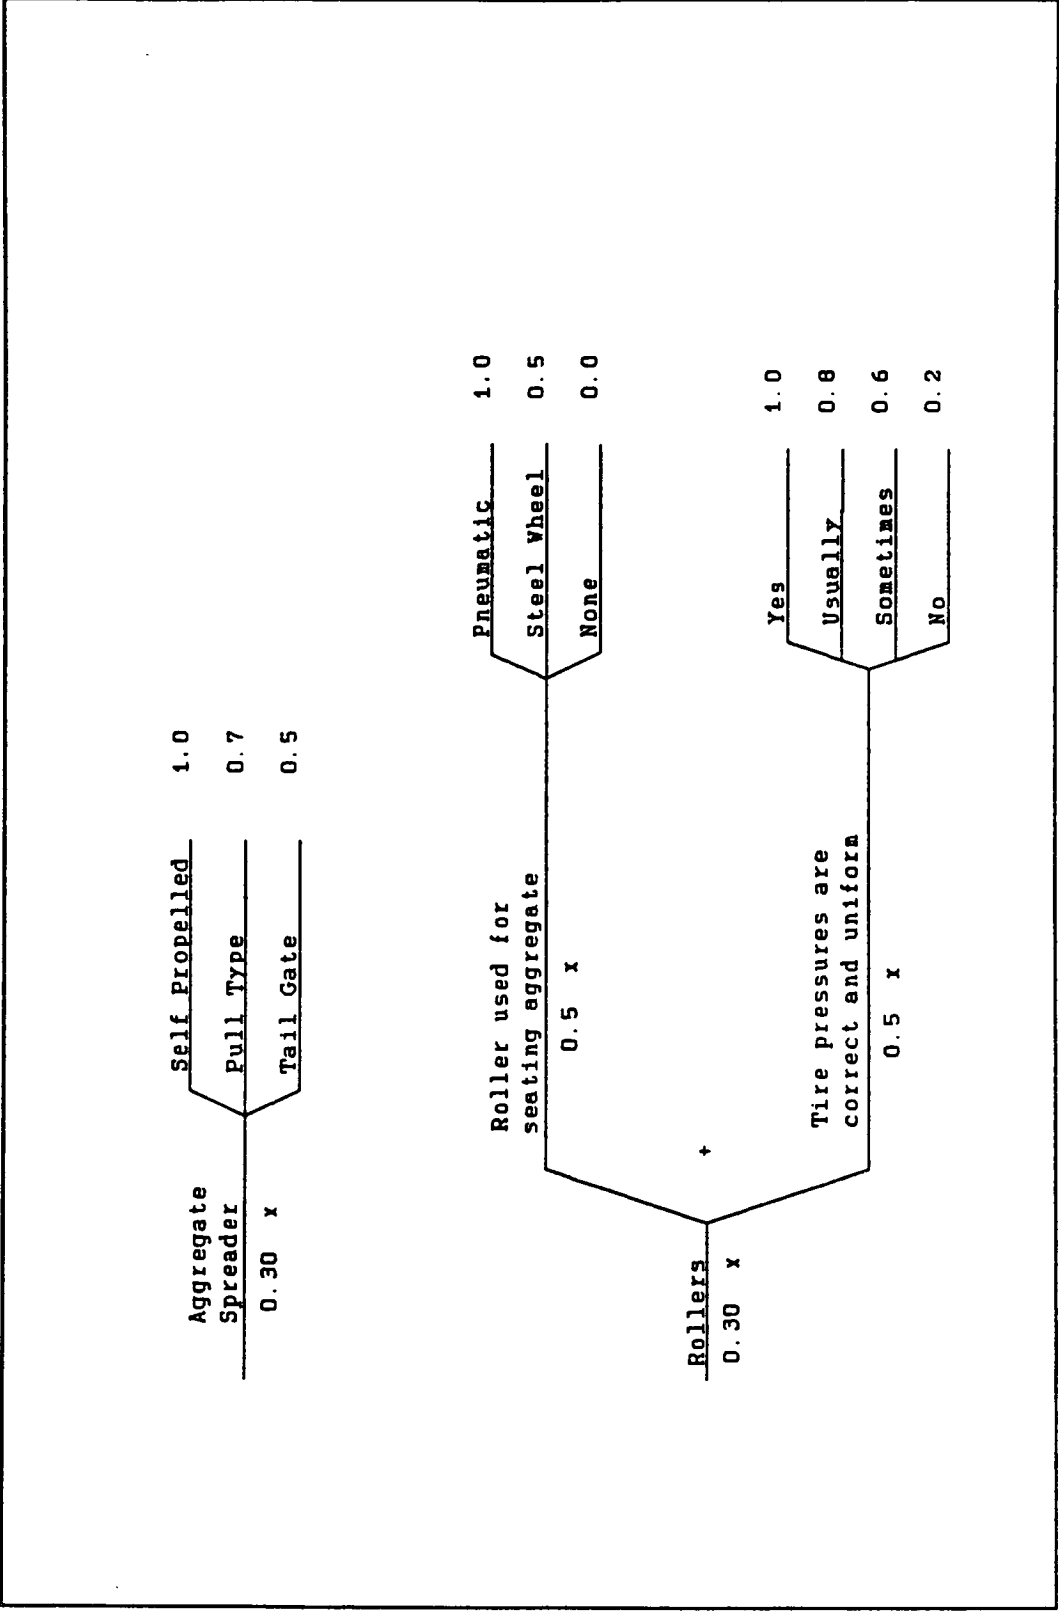 Aggregate
Spreader
0.30 x
Self Propelled 1.0
Pull Type 0.7
Tail Gate 0.5
Rollers
0.30 x
+
Roller used for
seating aggregate
0.5 x
Pneumatic 1.0
Steel Wheel 0.5
None 0.0
Tire pressures are
correct and uniform
0.5 x
Yes 1.0
Usually 0.8
Sometimes 0.6
No 0.2